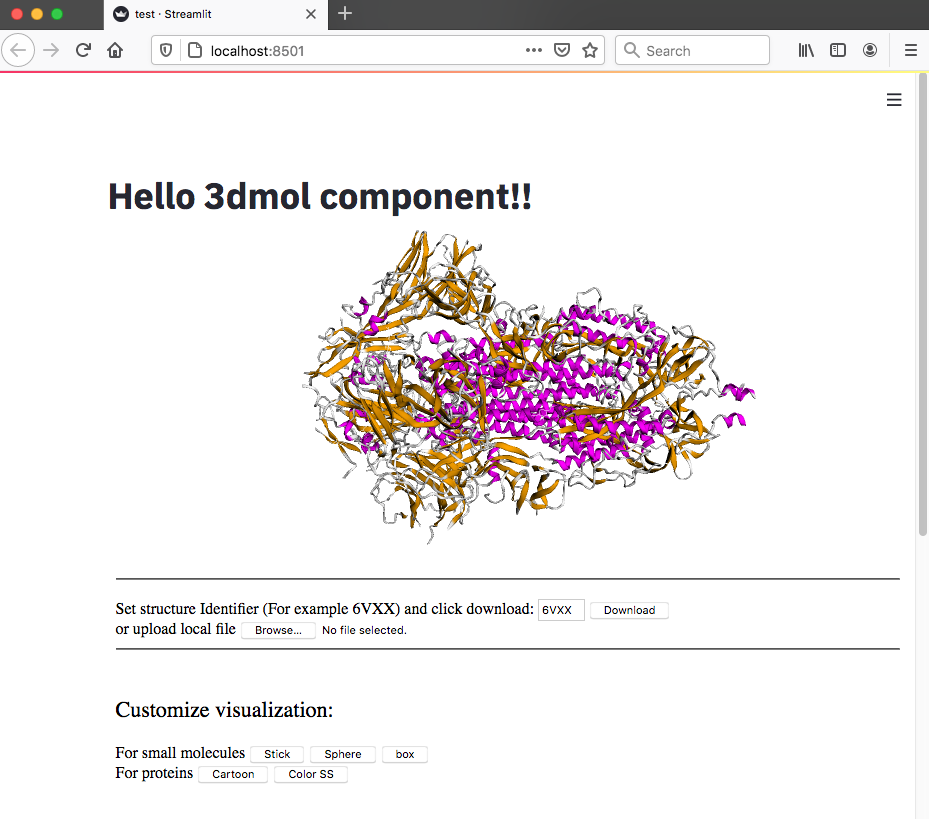 test · Streamlit
localhost:8501
Search
Hello 3dmol component!!
Set structure Identifier (For example 6VXX) and click download: 6VXX Download
or upload local file Browse... No file selected.
Customize visualization:
For small molecules Stick Sphere box
For proteins Cartoon Color SS